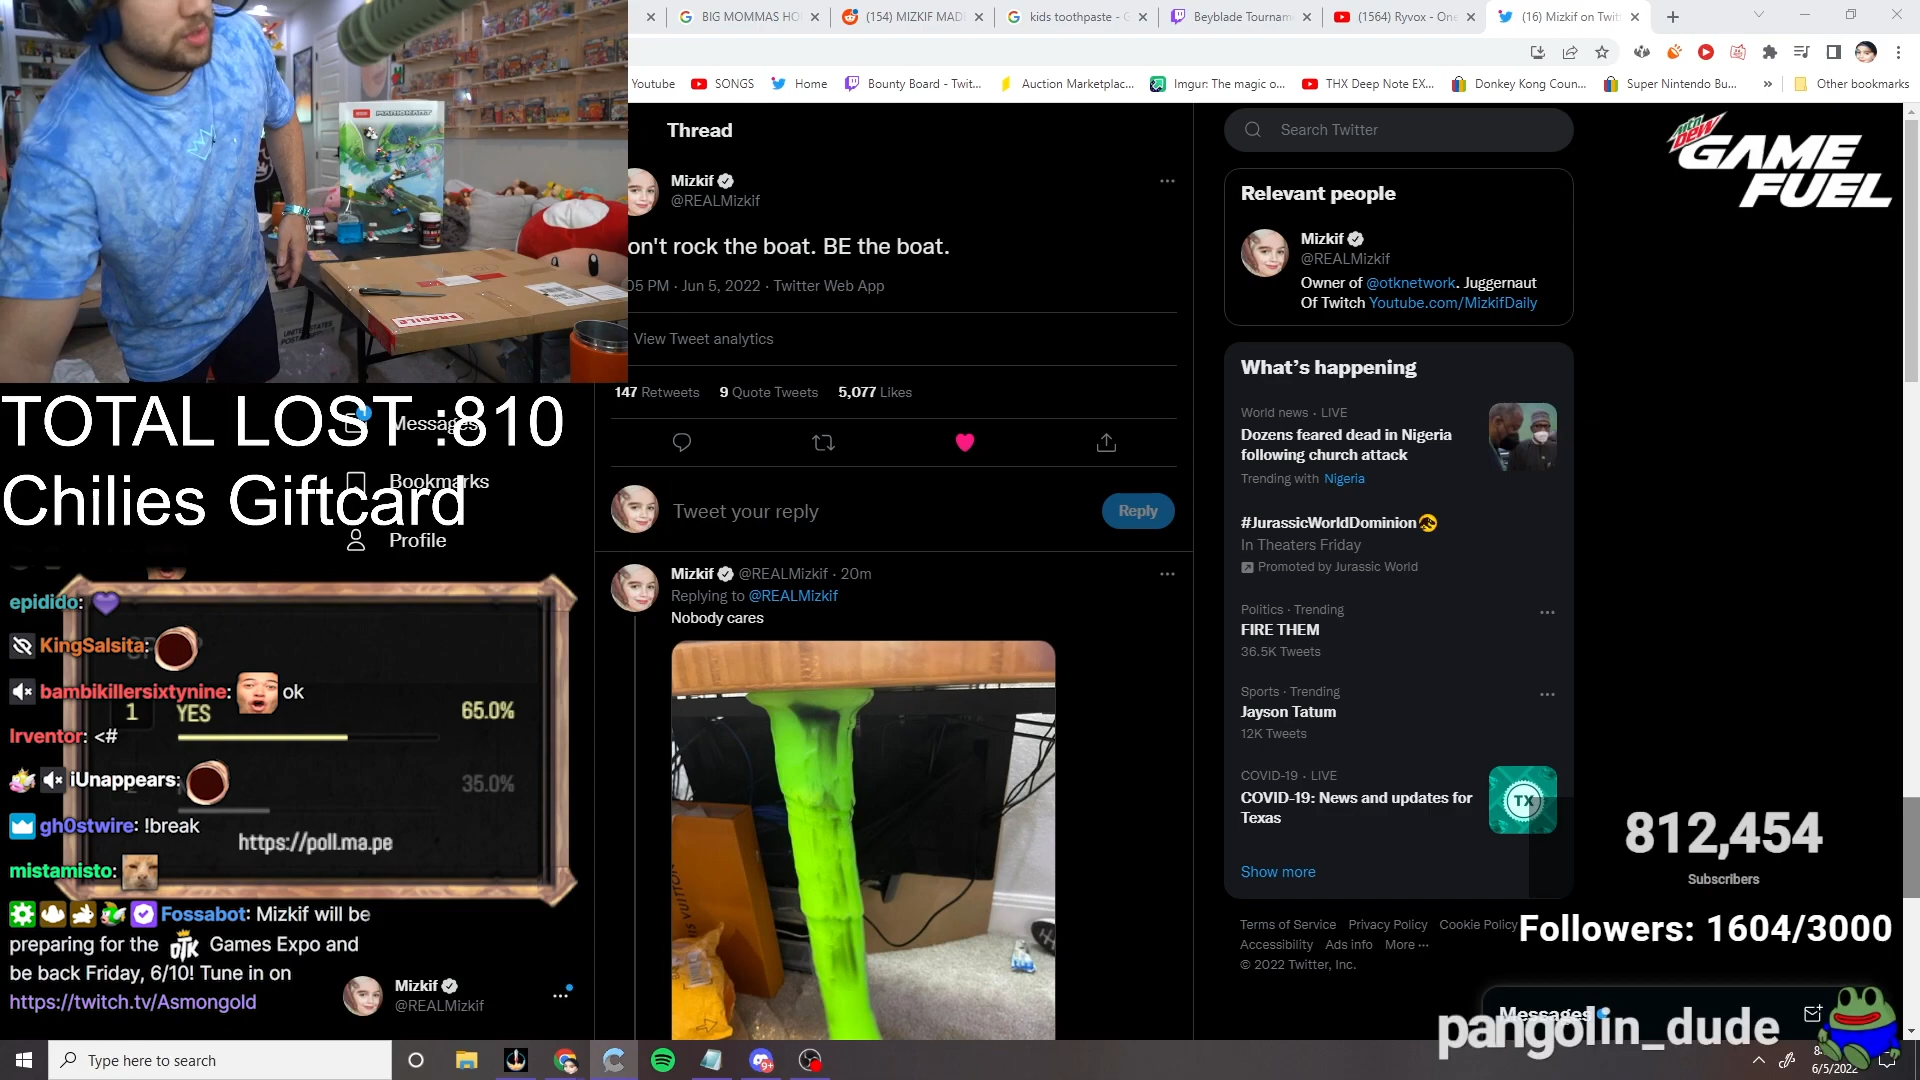 BIG MOMMAS HO
(154) MIZKIF MAD
kids toothpaste - G
Beyblade Tournam
(1564) Ryvox - One
(16) Mizkif on Twit
Youtube
SONGS
Home
Bounty Board - Twit...
Auction Marketplac...
Imgur: The magic o...
THX Deep Note EX...
Donkey Kong Coun...
Super Nintendo Bu...
Other bookmarks
MARIOKART
FRAGILE
UNITED STATES
Thread
Mizkif
@REALMizkif
on't rock the boat. BE the boat.
05 PM · Jun 5, 2022 · Twitter Web App
View Tweet analytics
147 Retweets 9 Quote Tweets 5,077 Likes
Tweet your reply
Reply
Mizkif @REALMizkif · 20m
Replying to @REALMizkif
Nobody cares
Search Twitter
Relevant people
Mizkif
@REALMizkif
Owner of @otknetwork. Juggernaut
Of Twitch Youtube.com/MizkifDaily
What's happening
World news · LIVE
Dozens feared dead in Nigeria
following church attack
Trending with Nigeria
#JurassicWorldDominion
In Theaters Friday
Promoted by Jurassic World
Politics · Trending
FIRE THEM
36.5K Tweets
Sports · Trending
Jayson Tatum
12K Tweets
COVID-19 · LIVE
COVID-19: News and updates for
Texas
TX
Show more
Terms of Service Privacy Policy Cookie Policy
Accessibility Ads info More ···
© 2022 Twitter, Inc.
mtn
DEW
GAME
FUEL
812,454
Subscribers
Followers: 1604/3000
Messages
pangolin_dude
TOTAL LOST :810
Messages
1
Chilies Giftcard
Bookmarks
Profile
epidido:
KingSalsita:
bambikillersixtynine: ok
1 YES 65.0%
Irventor: <#
iUnappears:
35.0%
gh0stwire: !break
https://poll.ma.pe
mistamisto:
Fossabot: Mizkif will be
preparing for the OTK Games Expo and
be back Friday, 6/10! Tune in on
https://twitch.tv/Asmongold
Mizkif
@REALMizkif
Type here to search
9+
6/5/2022